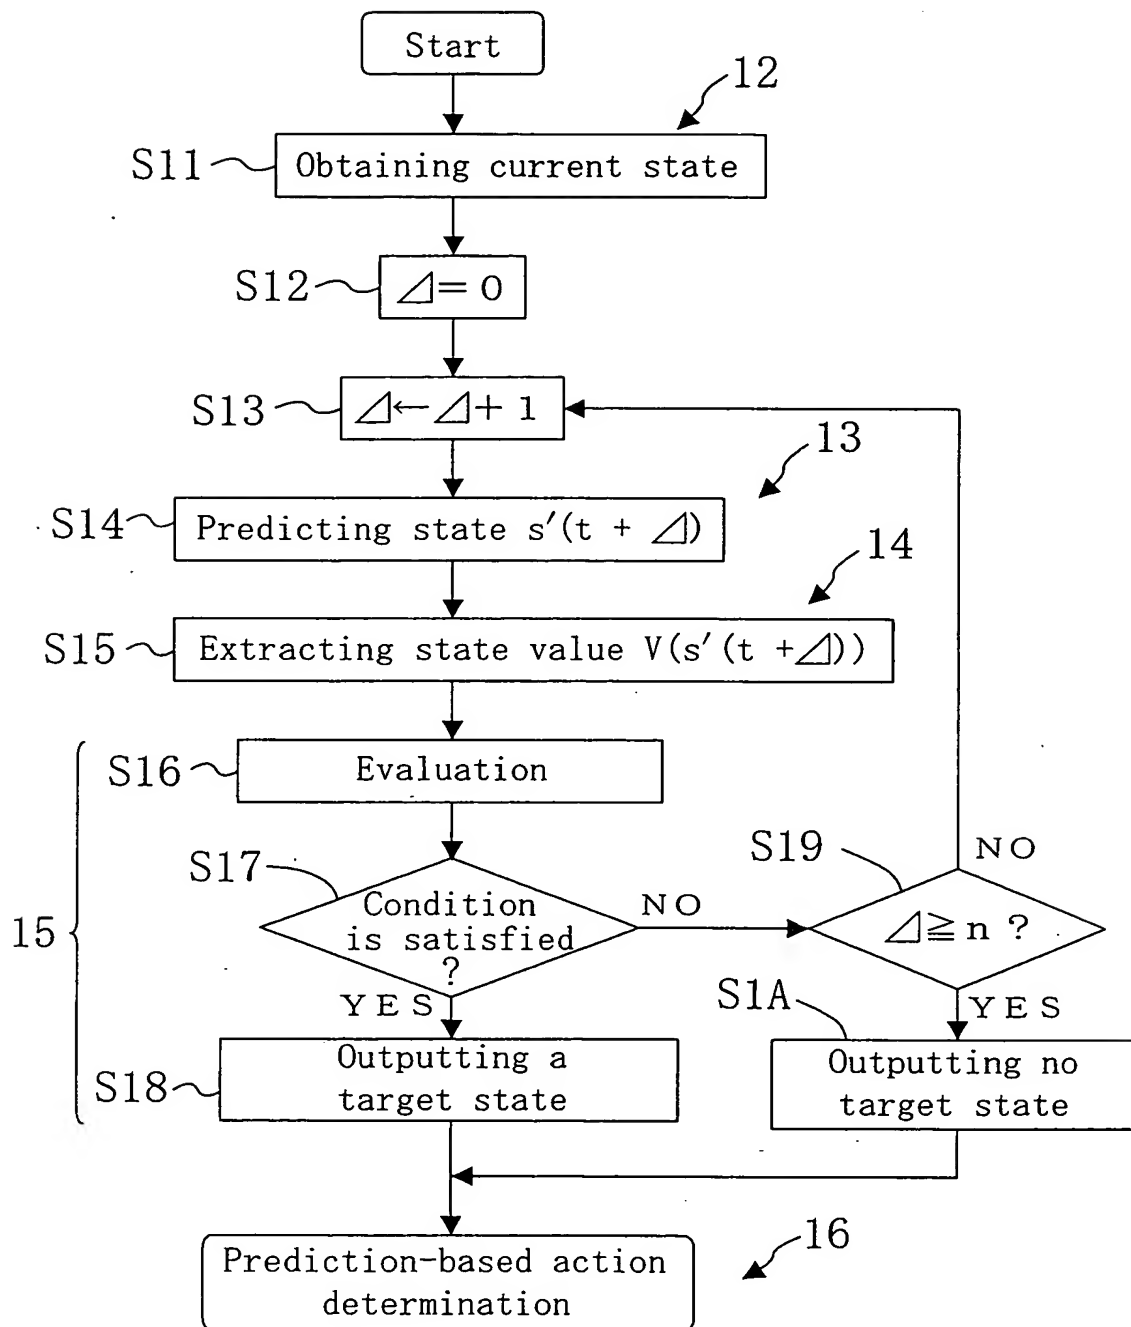 Start
12
S11
Obtaining current state
S12
⊿= 0
S13
⊿← ⊿+ 1
13
S14
Predicting state s′(t + ⊿)
14
S15
Extracting state value V(s′(t +⊿))
S16
Evaluation
S17
Condition
is satisfied
?
NO
S19
NO
⊿≧ n ?
15
YES
S1A
YES
S18
Outputting a
target state
Outputting no
target state
16
Prediction-based action
determination